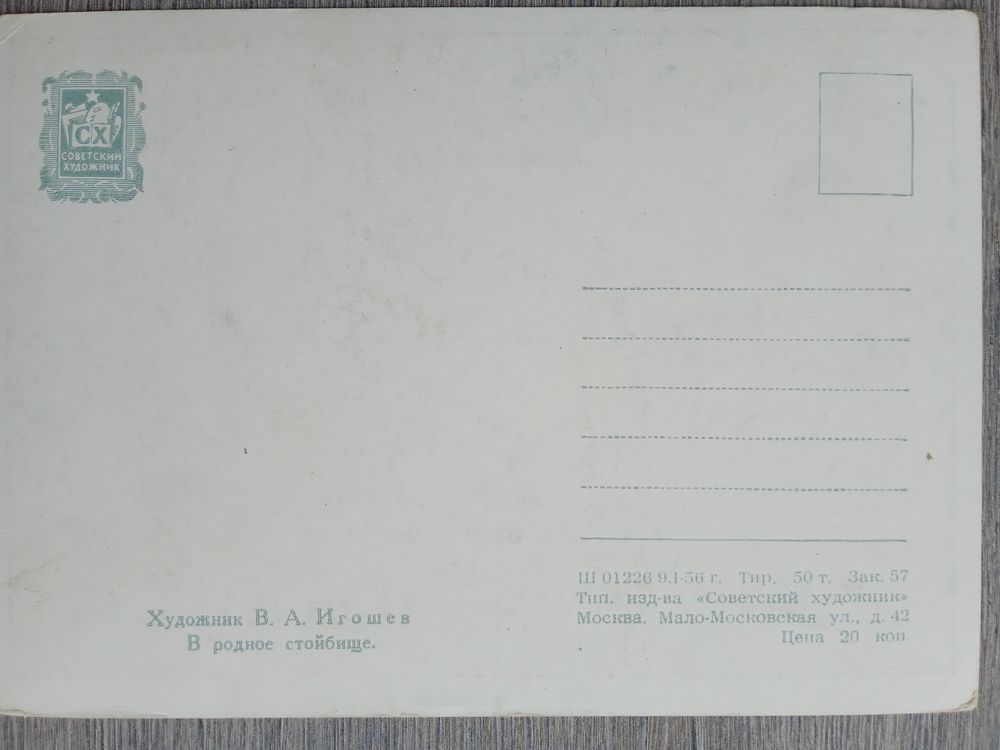 СХ
СОВЕТСКИЙ
ХУДОЖНИК
Художник В. А. Игошев
В родное стойбище.
Ш 01226 9.I-56 г. Тир. 50 т. Зак. 57
Тип. изд-ва «Советский художник»
Москва. Мало-Московская ул., д. 42
Цена 20 коп.